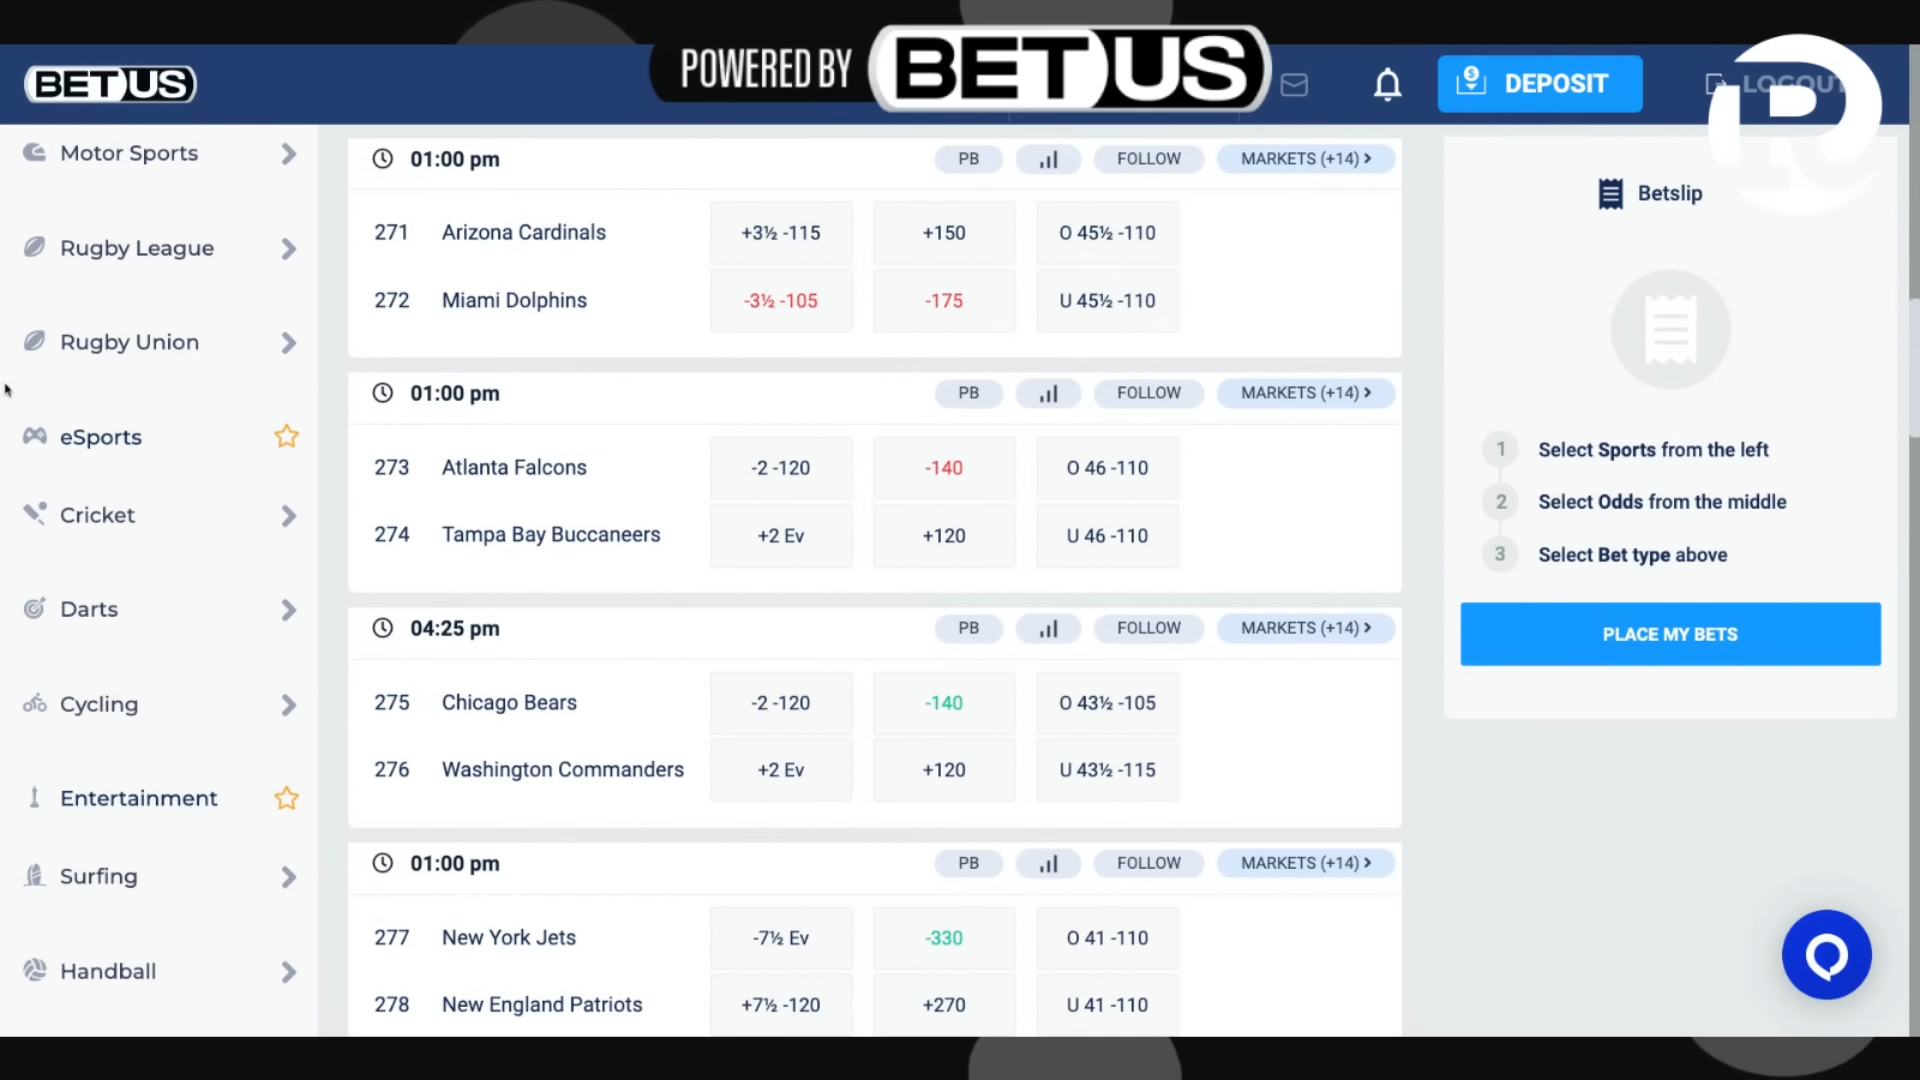 POWERED BY BETUS
BETUS
DEPOSIT
LOGOUT
Motor Sports
Rugby League
Rugby Union
eSports
Cricket
Darts
Cycling
Entertainment
Surfing
Handball
01:00 pm PB FOLLOW MARKETS (+14)
271 Arizona Cardinals +3½ -115 +150 O 45½ -110
272 Miami Dolphins -3½ -105 -175 U 45½ -110
01:00 pm PB FOLLOW MARKETS (+14)
273 Atlanta Falcons -2 -120 -140 O 46 -110
274 Tampa Bay Buccaneers +2 Ev +120 U 46 -110
04:25 pm PB FOLLOW MARKETS (+14)
275 Chicago Bears -2 -120 -140 O 43½ -105
276 Washington Commanders +2 Ev +120 U 43½ -115
01:00 pm PB FOLLOW MARKETS (+14)
277 New York Jets -7½ Ev -330 O 41 -110
278 New England Patriots +7½ -120 +270 U 41 -110
Betslip
1 Select Sports from the left
2 Select Odds from the middle
3 Select Bet type above
PLACE MY BETS